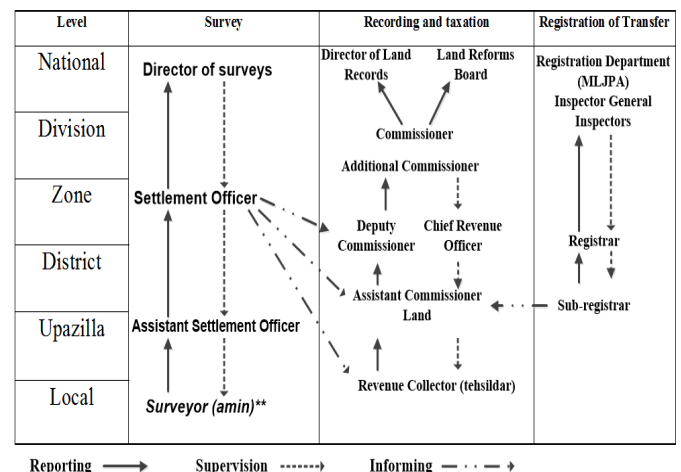 Level Survey Recording and taxation Registration of Transfer
National
Division
Zone
District
Upazilla
Local
Director of surveys
Settlement Officer
Assistant Settlement Officer
Surveyor (amin)**
Director of Land
Records
Land Reforms
Board
Commissioner
Additional Commissioner
Deputy
Commissioner
Chief Revenue
Officer
Assistant Commissioner
Land
Revenue Collector (tehsildar)
Registration Department
(MLJPA)
Inspector General
Inspectors
Registrar
Sub-registrar
Reporting Supervision Informing